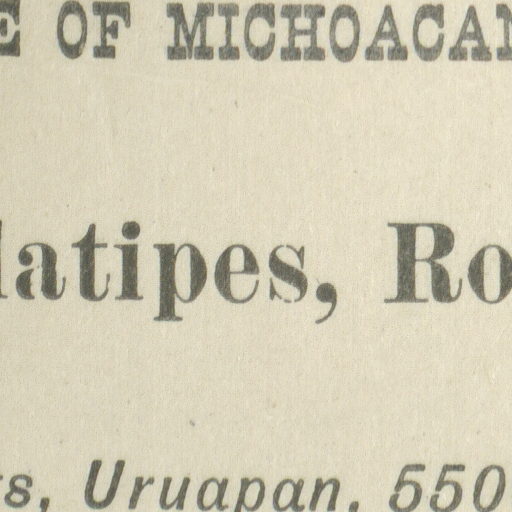 E OF MICHOACAN
latipes, Ro
s, Uruapan, 550